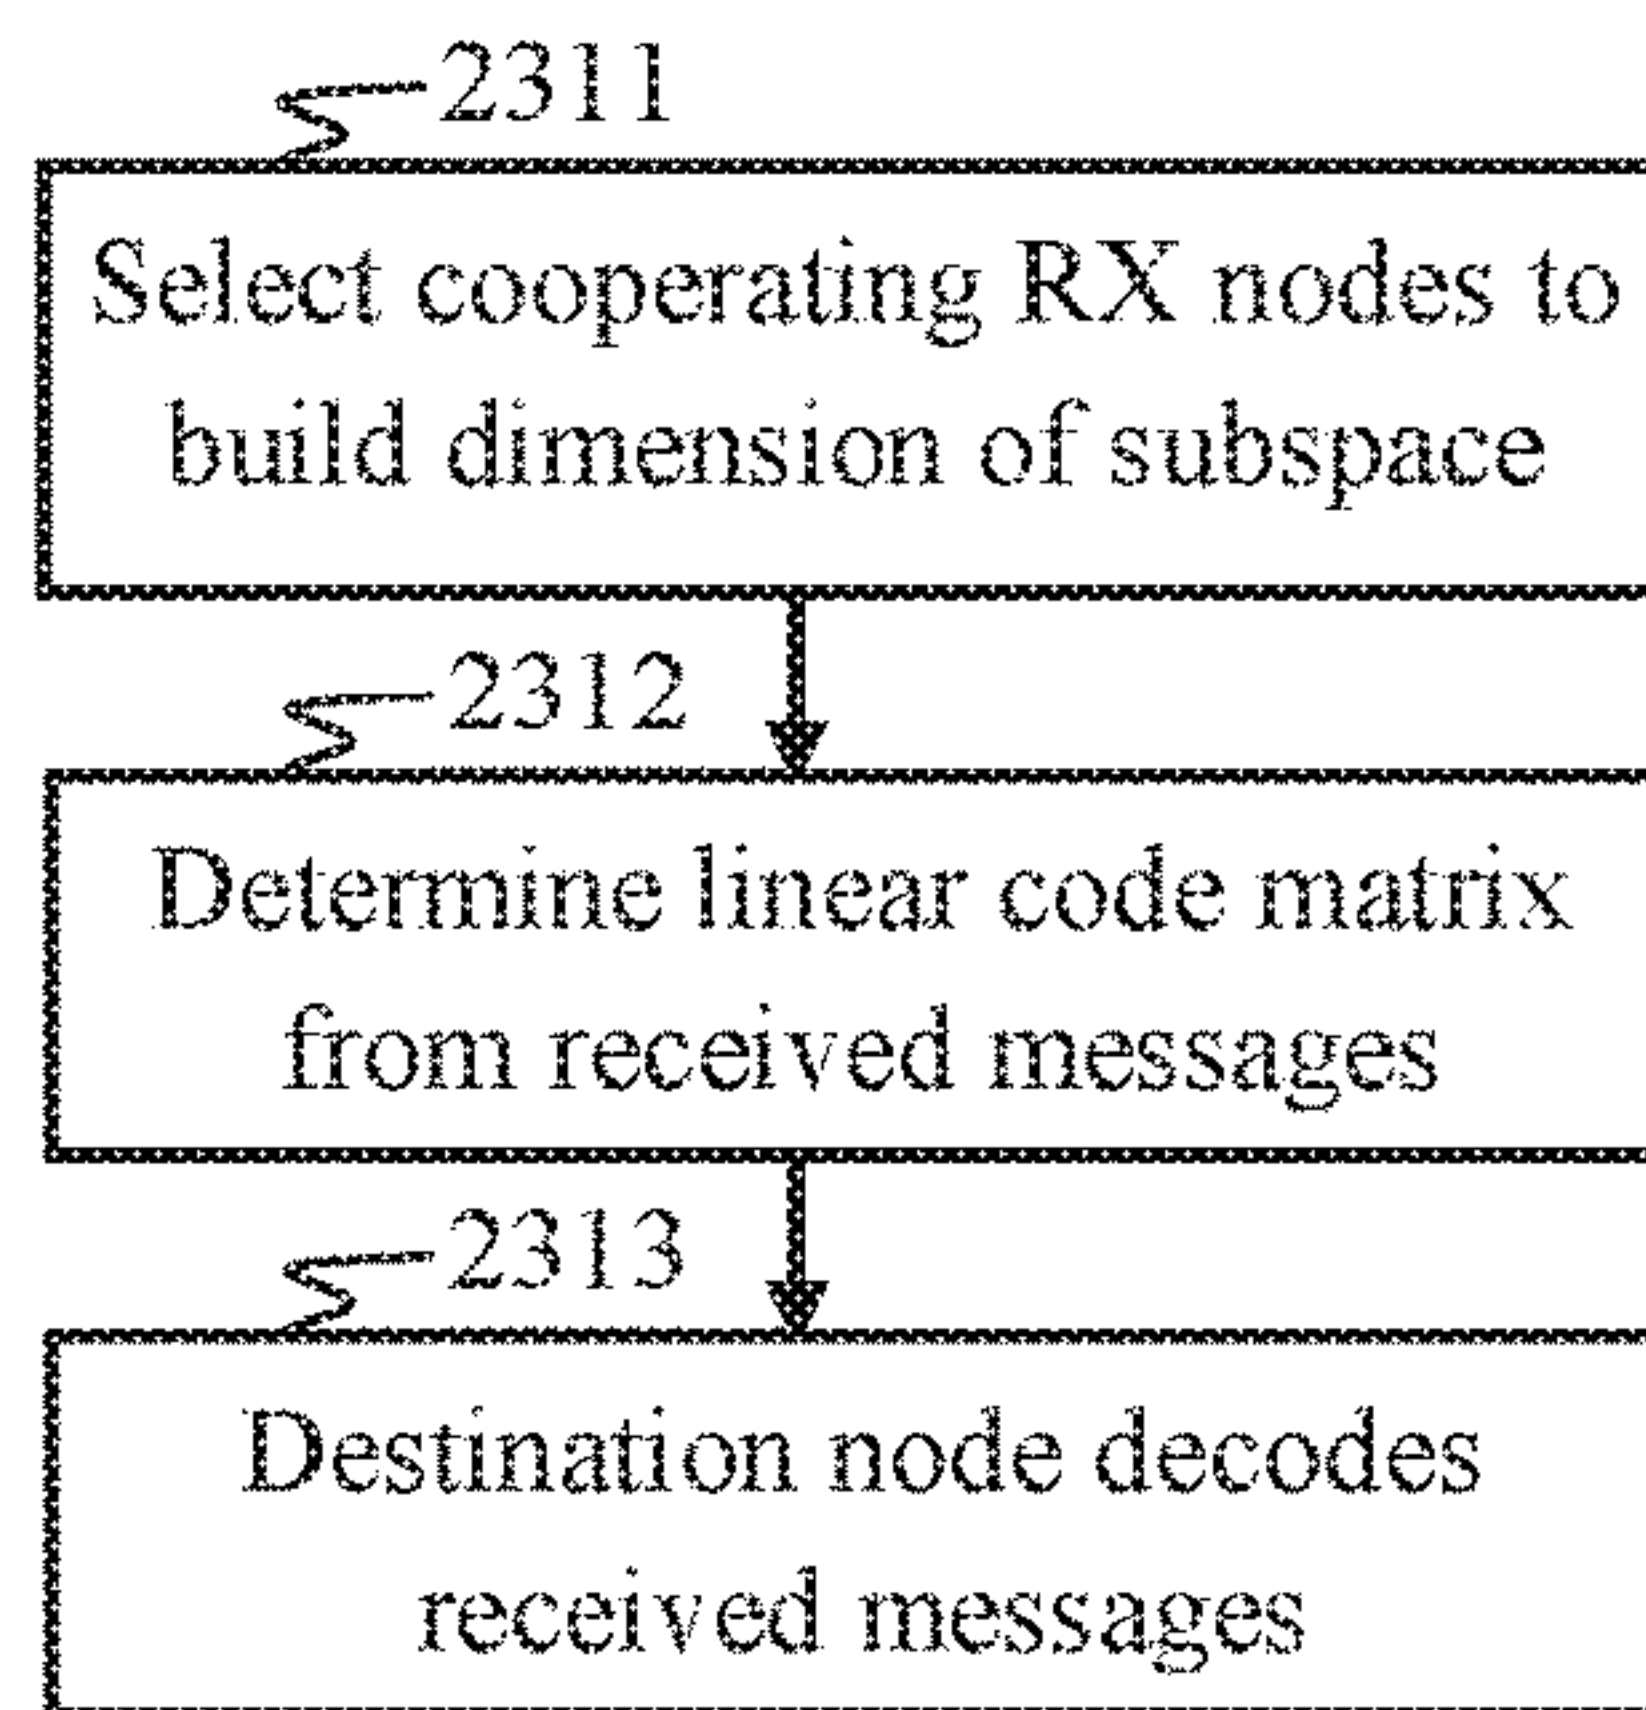 2311
Select cooperating RX nodes to
build dimension of subspace
2312
Determine linear code matrix
from received messages
2313
Destination node decodes
received messages